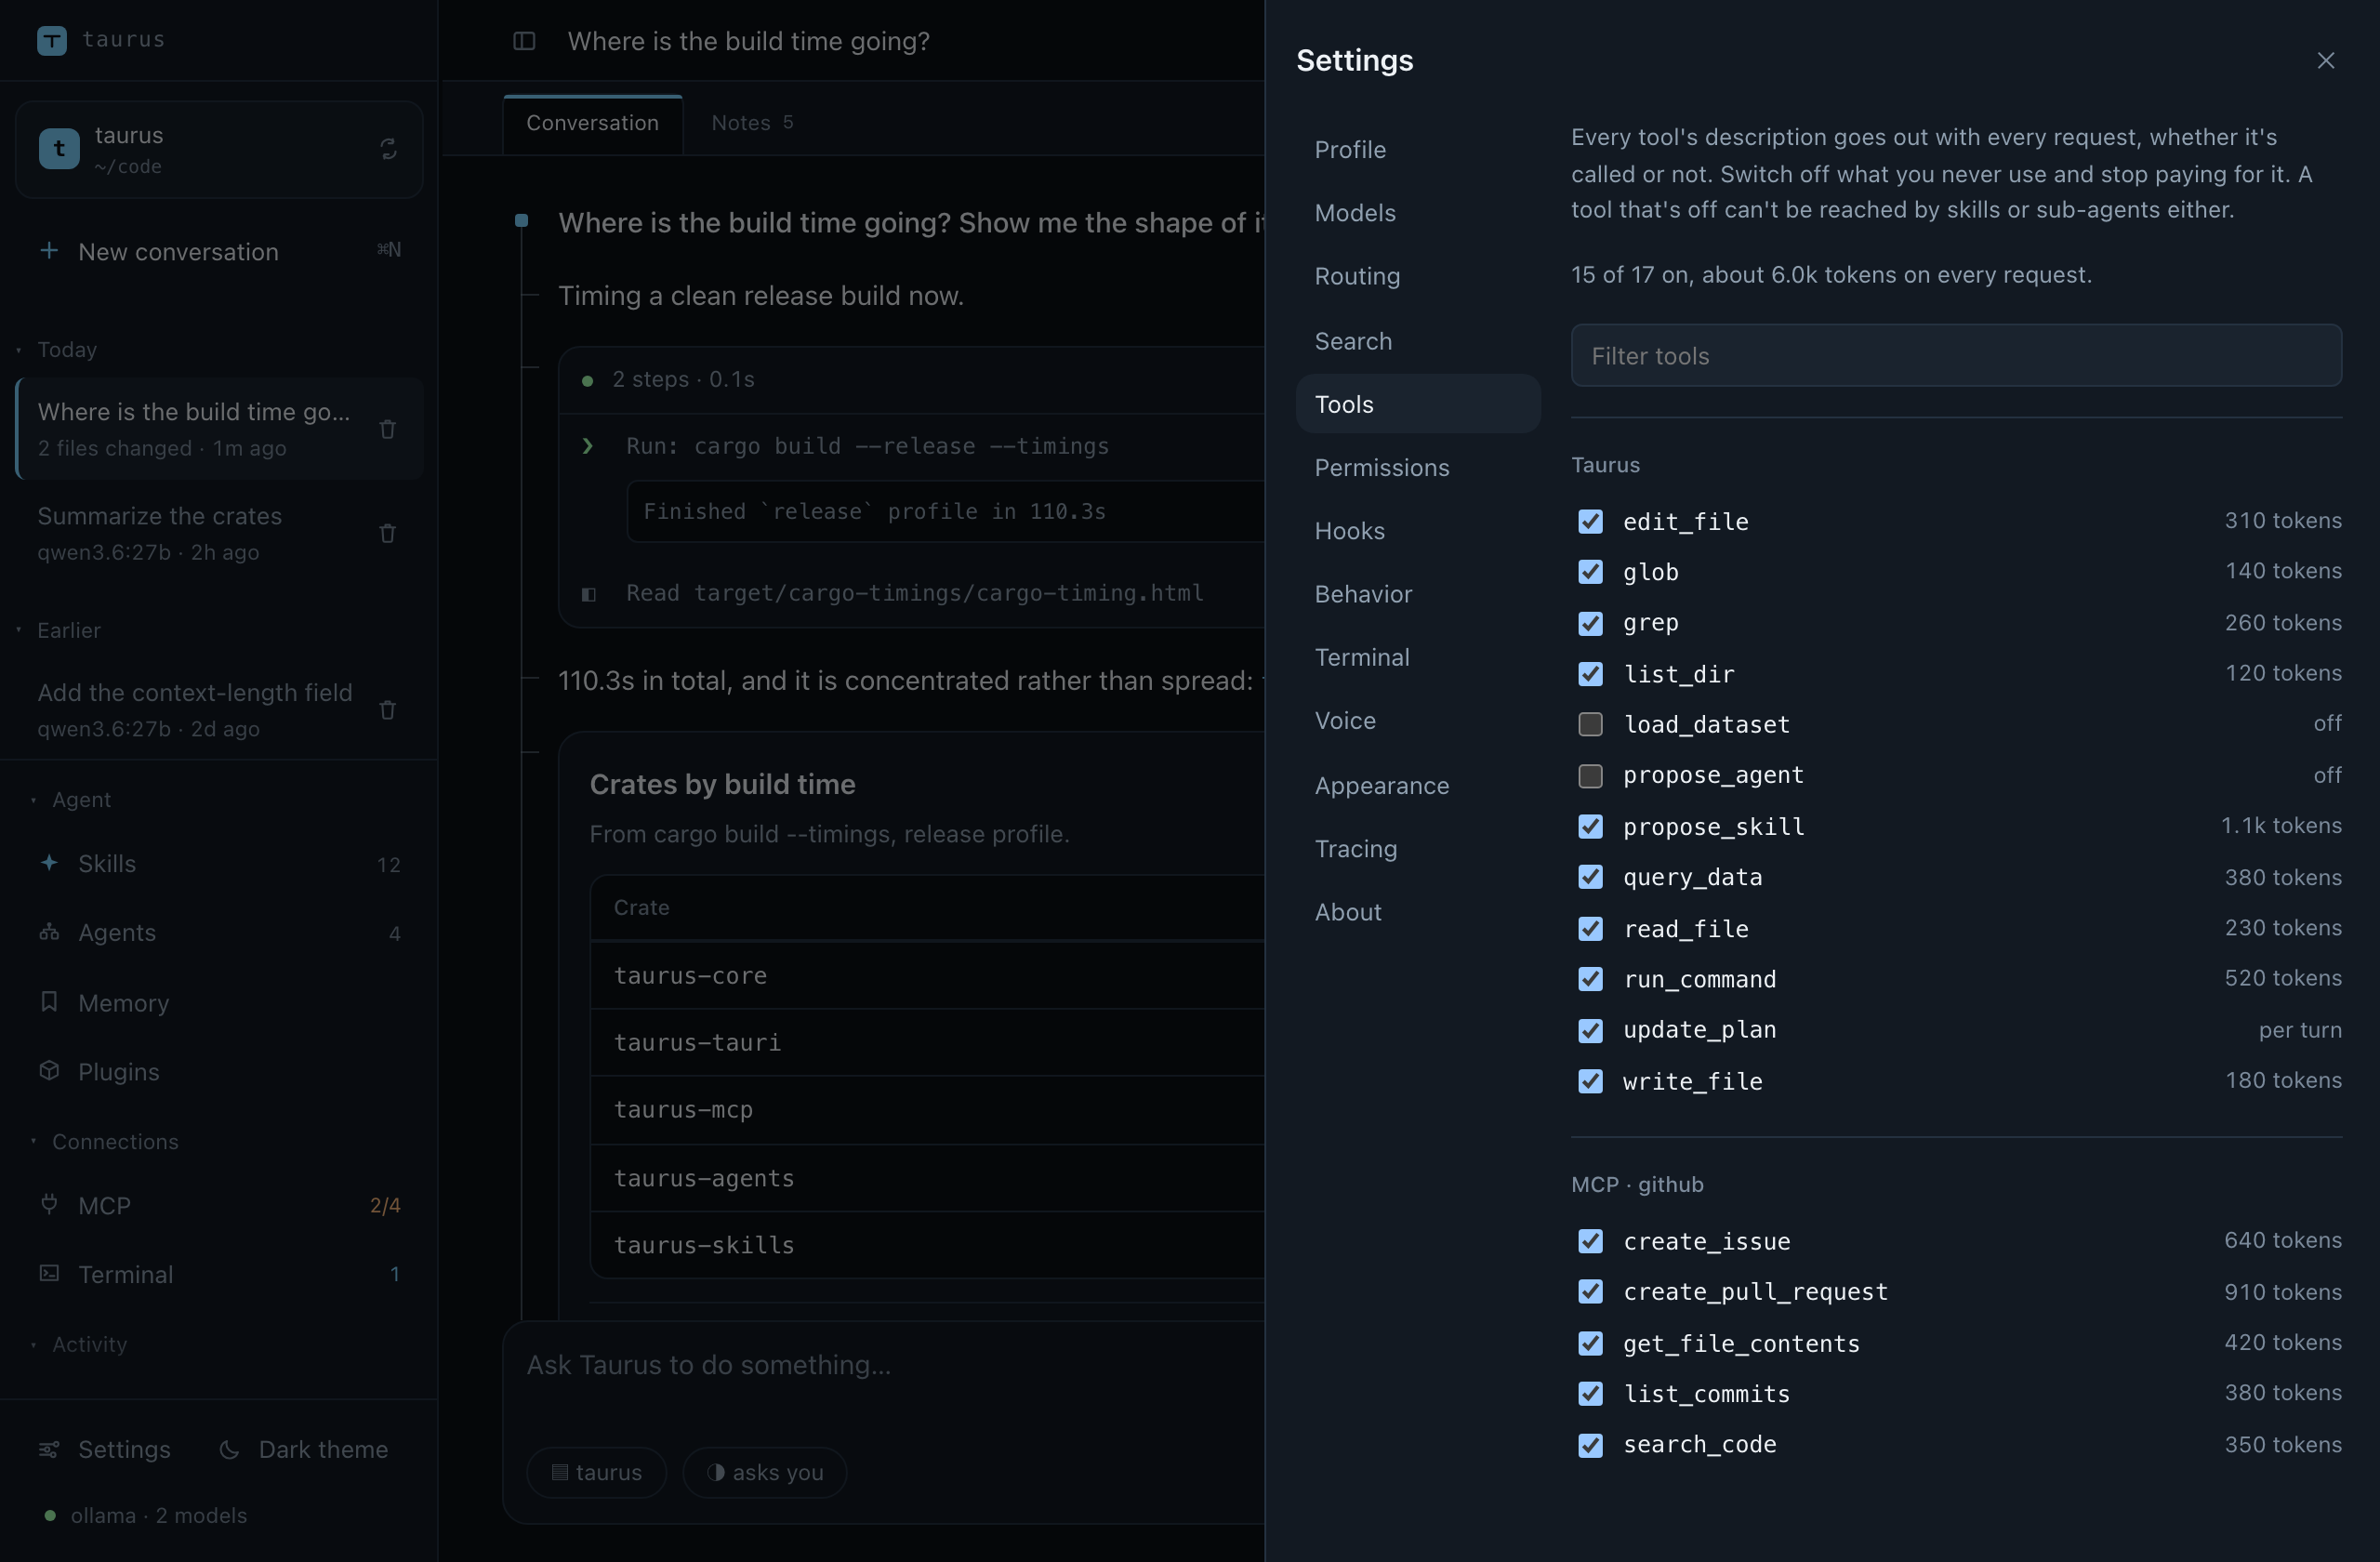 taurus
t
taurus
~/code
New conversation ⌘N
Today
Where is the build time go...
2 files changed · 1m ago
Summarize the crates
qwen3.6:27b · 2h ago
Earlier
Add the context-length field
qwen3.6:27b · 2d ago
Agent
Skills 12
Agents 4
Memory
Plugins
Connections
MCP 2/4
Terminal 1
Activity
Settings Dark theme
ollama · 2 models
Where is the build time going?
Conversation Notes 5
Where is the build time going? Show me the shape of
Timing a clean release build now.
2 steps · 0.1s
Run: cargo build --release --timings
Finished `release` profile in 110.3s
Read target/cargo-timings/cargo-timing.html
110.3s in total, and it is concentrated rather than spread:
Crates by build time
From cargo build --timings, release profile.
Crate
taurus-core
taurus-tauri
taurus-mcp
taurus-agents
taurus-skills
Ask Taurus to do something...
taurus asks you
Settings
Profile
Models
Routing
Search
Tools
Permissions
Hooks
Behavior
Terminal
Voice
Appearance
Tracing
About
Every tool's description goes out with every request, whether it's
called or not. Switch off what you never use and stop paying for it. A
tool that's off can't be reached by skills or sub-agents either.
15 of 17 on, about 6.0k tokens on every request.
Filter tools
Taurus
edit_file 310 tokens
glob 140 tokens
grep 260 tokens
list_dir 120 tokens
load_dataset off
propose_agent off
propose_skill 1.1k tokens
query_data 380 tokens
read_file 230 tokens
run_command 520 tokens
update_plan per turn
write_file 180 tokens
MCP · github
create_issue 640 tokens
create_pull_request 910 tokens
get_file_contents 420 tokens
list_commits 380 tokens
search_code 350 tokens